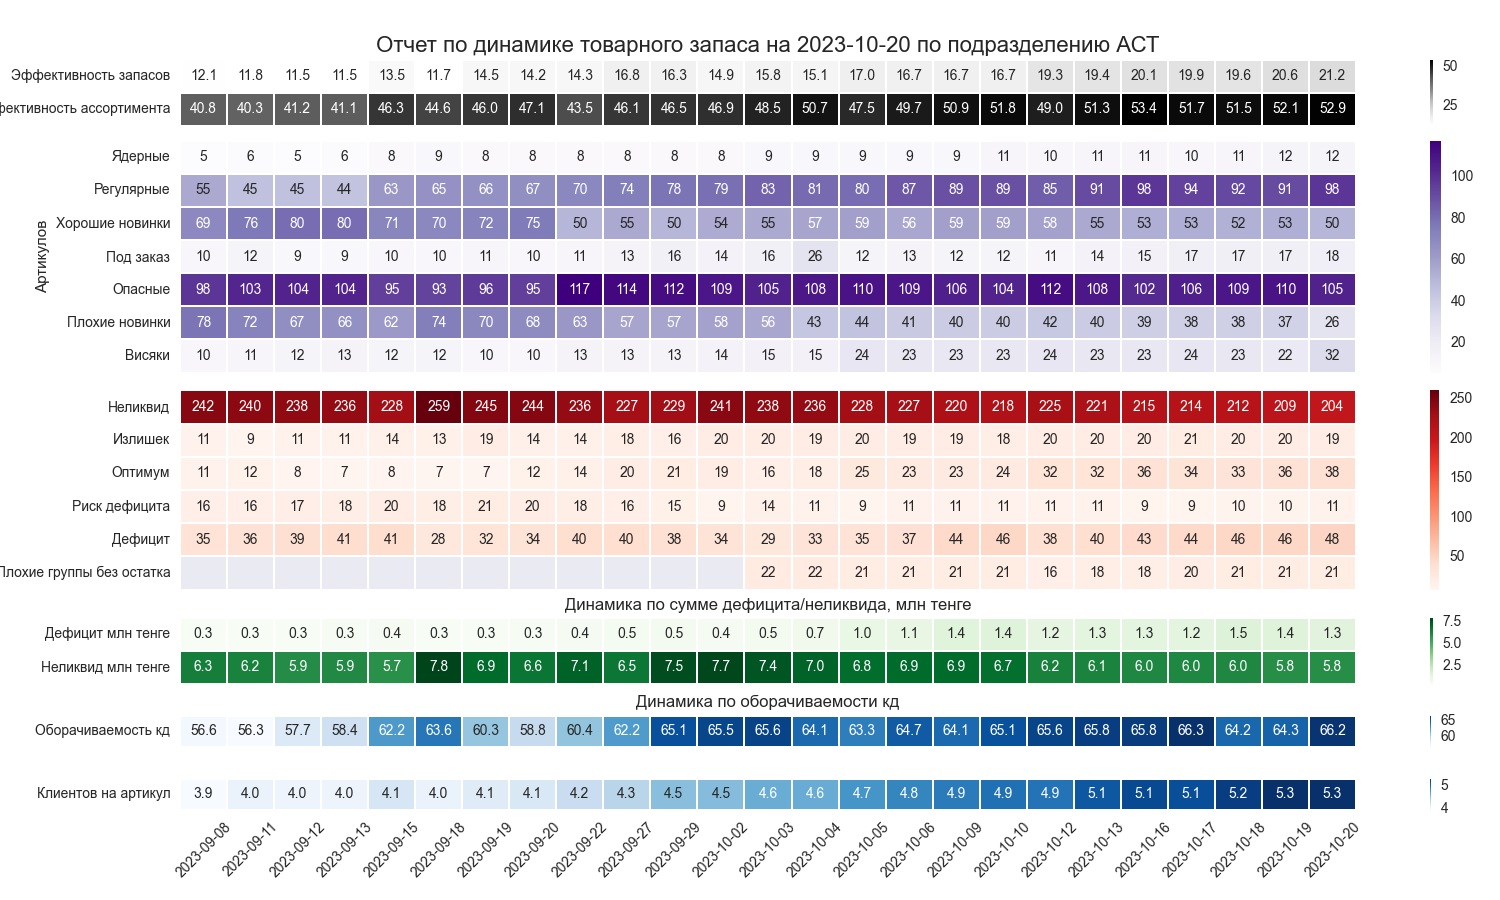 Отчет по динамике товарного запаса на 2023-10-20 по подразделению АСТ
Эффективность запасов 12.1 11.8 11.5 11.5 13.5 11.7 14.5 14.2 14.3 16.8 16.3 14.9 15.8 15.1 17.0 16.7 16.7 16.7 19.3 19.4 20.1 19.9 19.6 20.6 21.2
фективность ассортимента 40.8 40.3 41.2 41.1 46.3 44.6 46.0 47.1 43.5 46.1 46.5 46.9 48.5 50.7 47.5 49.7 50.9 51.8 49.0 51.3 53.4 51.7 51.5 52.1 52.9
50
25
Артикулов
Ядерные 5 6 5 6 8 9 8 8 8 8 8 8 9 9 9 9 9 11 10 11 11 10 11 12 12
Регулярные 55 45 45 44 63 65 66 67 70 74 78 79 83 81 80 87 89 89 85 91 98 94 92 91 98
Хорошие новинки 69 76 80 80 71 70 72 75 50 55 50 54 55 57 59 56 59 59 58 55 53 53 52 53 50
Под заказ 10 12 9 9 10 10 11 10 11 13 16 14 16 26 12 13 12 12 11 14 15 17 17 17 18
Опасные 98 103 104 104 95 93 96 95 117 114 112 109 105 108 110 109 106 104 112 108 102 106 109 110 105
Плохие новинки 78 72 67 66 62 74 70 68 63 57 57 58 56 43 44 41 40 40 42 40 39 38 38 37 26
Висяки 10 11 12 13 12 12 10 10 13 13 13 14 15 15 24 23 23 23 24 23 23 24 23 22 32
100
80
60
40
20
Неликвид 242 240 238 236 228 259 245 244 236 227 229 241 238 236 228 227 220 218 225 221 215 214 212 209 204
Излишек 11 9 11 11 14 13 19 14 14 18 16 20 20 19 20 19 19 18 20 20 20 21 20 20 19
Оптимум 11 12 8 7 8 7 7 12 14 20 21 19 16 18 25 23 23 24 32 32 36 34 33 36 38
Риск дефицита 16 16 17 18 20 18 21 20 18 16 15 9 14 11 9 11 11 11 11 11 9 9 10 10 11
Дефицит 35 36 39 41 41 28 32 34 40 40 38 34 29 33 35 37 44 46 38 40 43 44 46 46 48
Плохие группы без остатка 22 22 21 21 21 21 16 18 18 20 21 21 21
250
200
150
100
50
Динамика по сумме дефицита/неликвида, млн тенге
Дефицит млн тенге 0.3 0.3 0.3 0.3 0.4 0.3 0.3 0.3 0.4 0.5 0.5 0.4 0.5 0.7 1.0 1.1 1.4 1.4 1.2 1.3 1.3 1.2 1.5 1.4 1.3
Неликвид млн тенге 6.3 6.2 5.9 5.9 5.7 7.8 6.9 6.6 7.1 6.5 7.5 7.7 7.4 7.0 6.8 6.9 6.9 6.7 6.2 6.1 6.0 6.0 6.0 5.8 5.8
7.5
5.0
2.5
Динамика по оборачиваемости кд
Оборачиваемость кд 56.6 56.3 57.7 58.4 62.2 63.6 60.3 58.8 60.4 62.2 65.1 65.5 65.6 64.1 63.3 64.7 64.1 65.1 65.6 65.8 65.8 66.3 64.2 64.3 66.2
65
60
Клиентов на артикул 3.9 4.0 4.0 4.0 4.1 4.0 4.1 4.1 4.2 4.3 4.5 4.5 4.6 4.6 4.7 4.8 4.9 4.9 4.9 5.1 5.1 5.1 5.2 5.3 5.3
5
4
2023-09-08 2023-09-11 2023-09-12 2023-09-13 2023-09-15 2023-09-18 2023-09-19 2023-09-20 2023-09-22 2023-09-27 2023-09-29 2023-10-02 2023-10-03 2023-10-04 2023-10-05 2023-10-06 2023-10-09 2023-10-10 2023-10-12 2023-10-13 2023-10-16 2023-10-17 2023-10-18 2023-10-19 2023-10-20